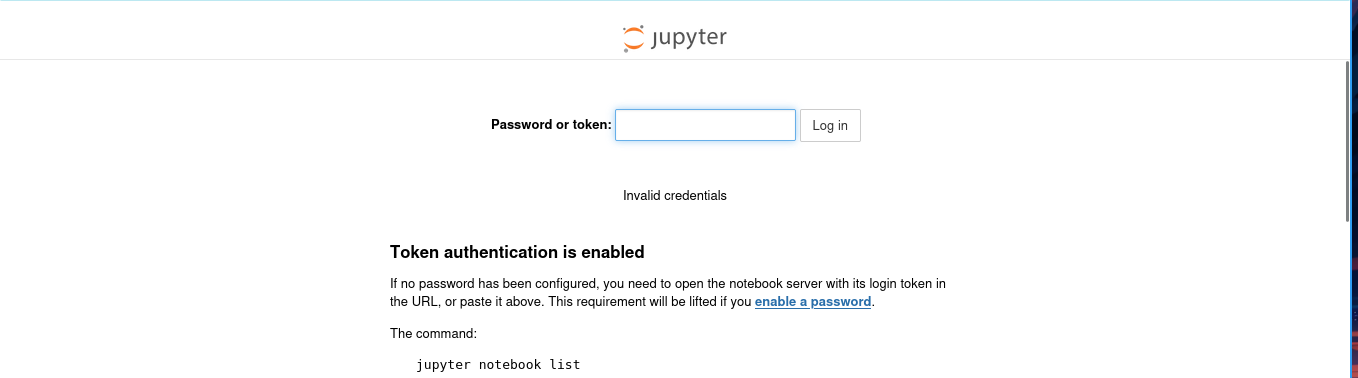 jupyter
Password or token:
Log in
Invalid credentials
Token authentication is enabled
If no password has been configured, you need to open the notebook server with its login token in
the URL, or paste it above. This requirement will be lifted if you enable a password.
The command:
jupyter notebook list